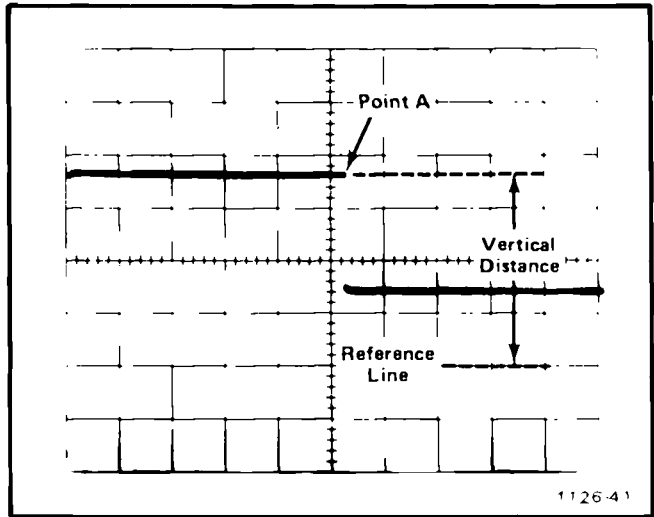 Point A
Vertical
Distance
Reference
Line
1126-41